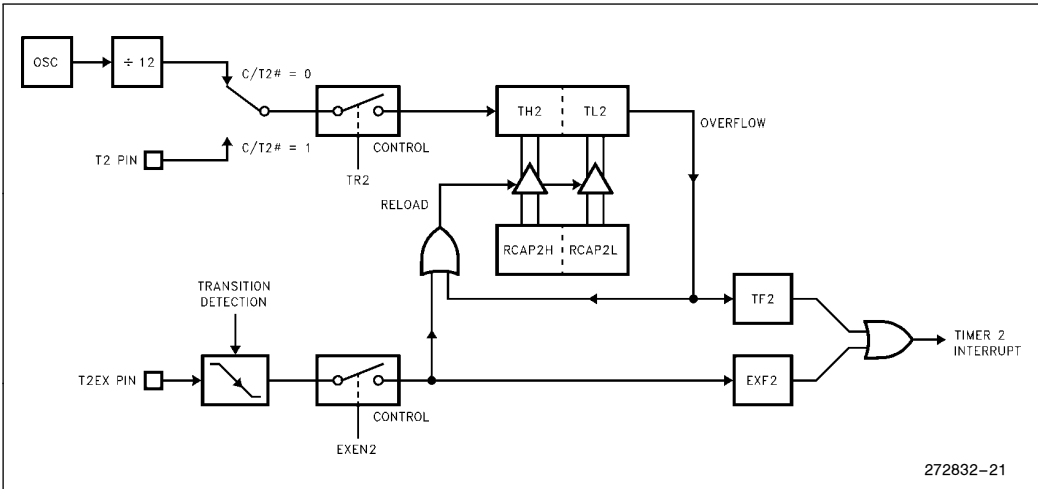 OSC
÷ 12
C/T2# = 0
TH2
TL2
OVERFLOW
T2 PIN
C/T2# = 1
CONTROL
TR2
RELOAD
RCAP2H
RCAP2L
TRANSITION
DETECTION
TF2
TIMER 2
INTERRUPT
T2EX PIN
EXF2
CONTROL
EXEN2
272832–21